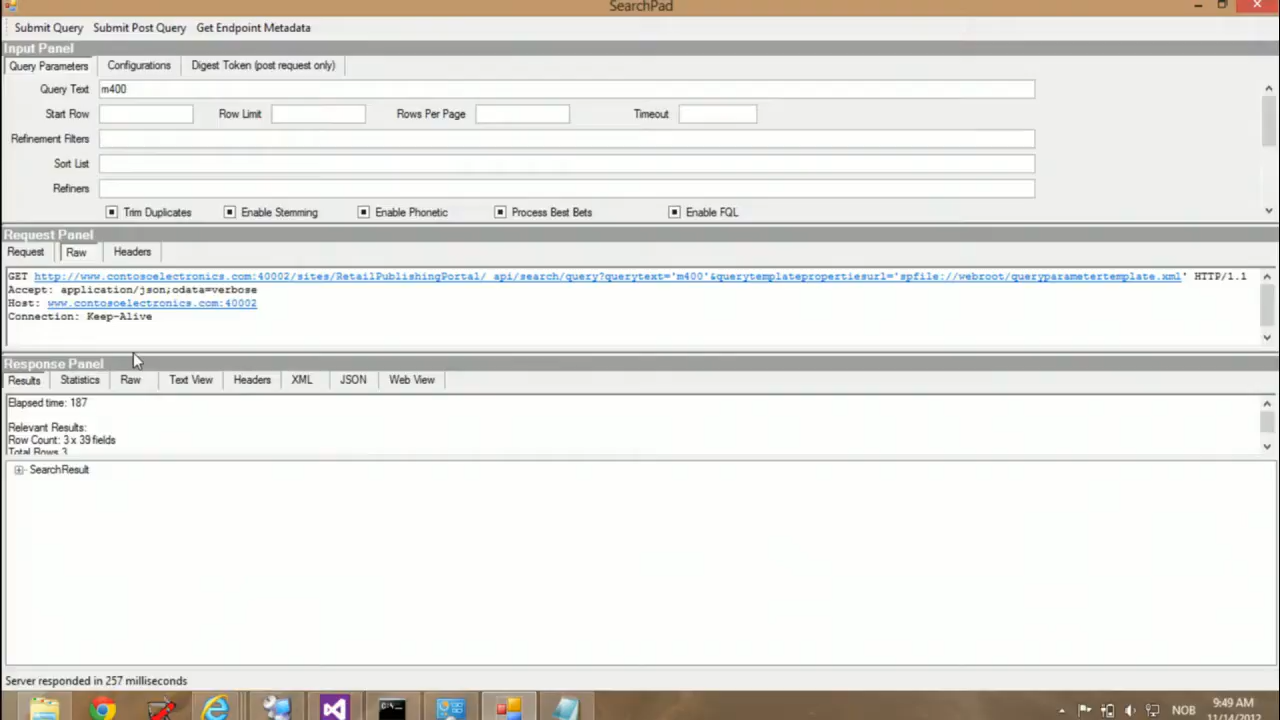 SearchPad
Submit Query Submit Post Query Get Endpoint Metadata
Input Panel
Query Parameters Configurations Digest Token (post request only)
Query Text m400
Start Row Row Limit Rows Per Page Timeout
Refinement Filters
Sort List
Refiners
Trim Duplicates Enable Stemming Enable Phonetic Process Best Bets Enable FQL
Request Panel
Request Raw Headers
GET http://www.contosoelectronics.com:40002/sites/RetailPublishingPortal/_api/search/query?querytext='m400'&querytemplatepropertiesurl='spfile://webroot/queryparametertemplate.xml' HTTP/1.1
Accept: application/json;odata=verbose
Host: www.contosoelectronics.com:40002
Connection: Keep-Alive
Response Panel
Results Statistics Raw Text View Headers XML JSON Web View
Elapsed time: 187
Relevant Results:
Row Count: 3 x 39 fields
Total Rows 3
SearchResult
Server responded in 257 milliseconds
NOB
9:49 AM